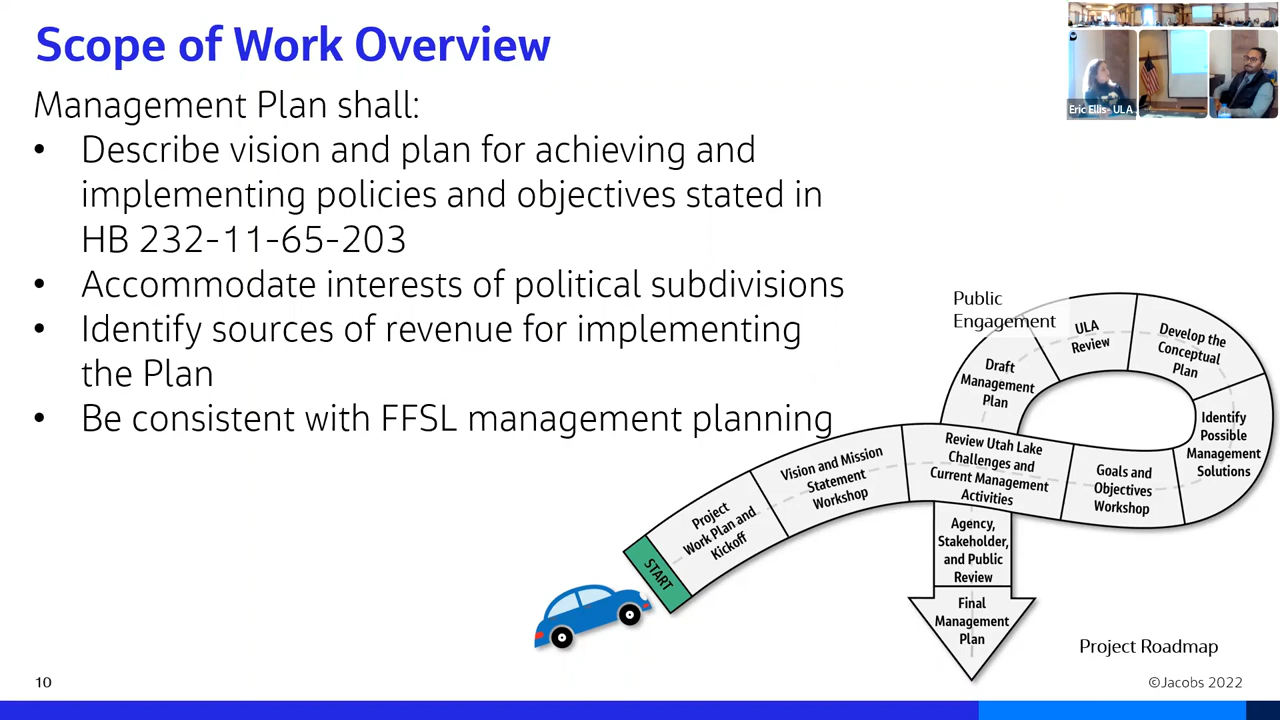 Scope of Work Overview
Management Plan shall:
• Describe vision and plan for achieving and
implementing policies and objectives stated in
HB 232-11-65-203
• Accommodate interests of political subdivisions
• Identify sources of revenue for implementing
the Plan
• Be consistent with FFSL management planning
Eric Ellis - ULA
START
Project
Work Plan and
Kickoff
Vision and Mission
Statement
Workshop
Review Utah Lake
Challenges and
Current Management
Activities
Goals and
Objectives
Workshop
Identify
Possible
Management
Solutions
Develop the
Conceptual
Plan
ULA
Review
Public
Engagement
Draft
Management
Plan
Agency,
Stakeholder,
and Public
Review
Final
Management
Plan
Project Roadmap
10
©Jacobs 2022